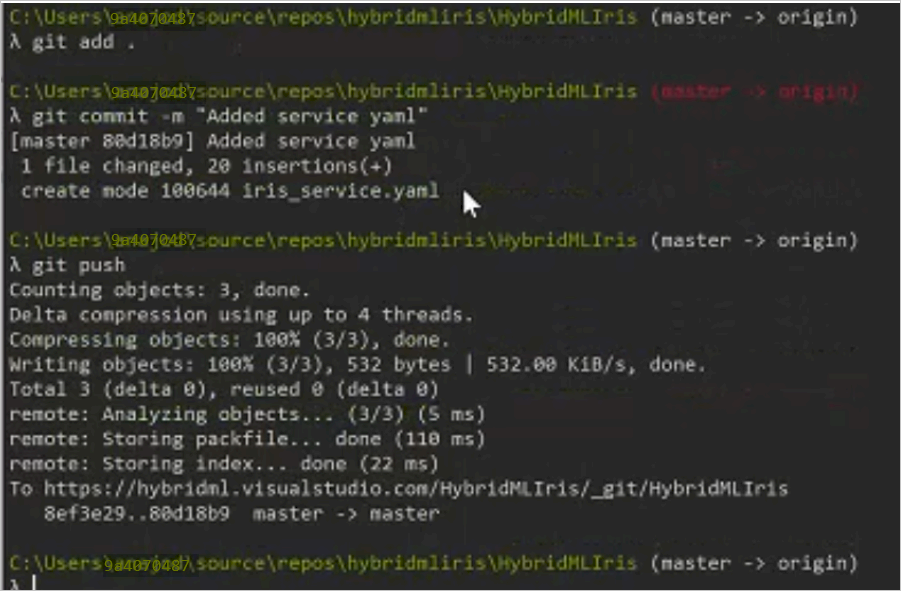 C:\Users\9a4070487\source\repos\hybridmliris\HybridMLIris (master -> origin)
λ git add .
C:\Users\9a4070487\source\repos\hybridmliris\HybridMLIris (master -> origin)
λ git commit -m "Added service yaml"
[master 80d18b9] Added service yaml
1 file changed, 20 insertions(+)
create mode 100644 iris_service.yaml
C:\Users\9a4070487\source\repos\hybridmliris\HybridMLIris (master -> origin)
λ git push
Counting objects: 3, done.
Delta compression using up to 4 threads.
Compressing objects: 100% (3/3), done.
Writing objects: 100% (3/3), 532 bytes | 532.00 KiB/s, done.
Total 3 (delta 0), reused 0 (delta 0)
remote: Analyzing objects... (3/3) (5 ms)
remote: Storing packfile... done (110 ms)
remote: Storing index... done (22 ms)
To https://hybridml.visualstudio.com/HybridMLIris/_git/HybridMLIris
8ef3e29..80d18b9 master -> master
C:\Users\9a4070487\source\repos\hybridmliris\HybridMLIris (master -> origin)
λ